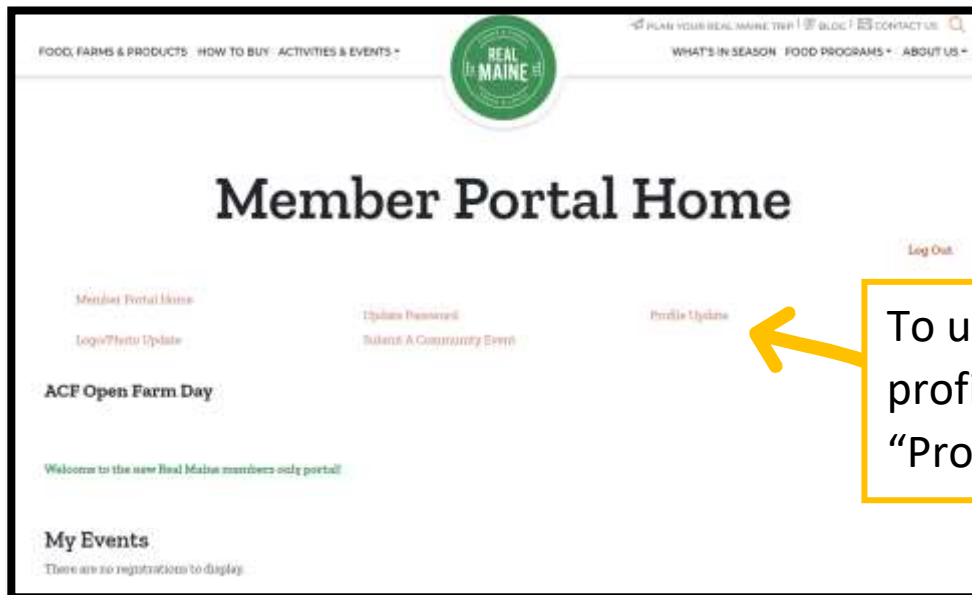 PLAN YOUR REAL MAINE TRIP | BLOG | CONTACT US
FOOD, FARMS & PRODUCTS HOW TO BUY ACTIVITIES & EVENTS
REAL
MAINE
WHAT'S IN SEASON FOOD PROGRAMS ABOUT US
Member Portal Home
Log Out
Member Portal Home
Update Password
Profile Update
Logo/Photo Update
Submit A Community Event
To u
profi
"Pro
ACF Open Farm Day
Welcome to the new Real Maine members only portal!
My Events
There are no registrations to display.